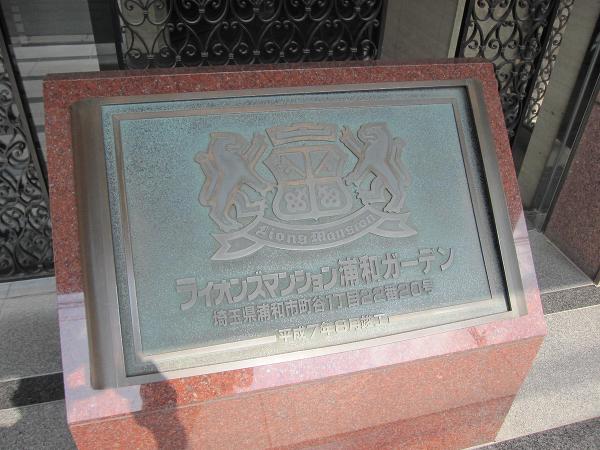 Lions Mansion
ライオンズマンション浦和ガーデン
埼玉県浦和市町谷1丁目22番20号
平成7年8月竣工